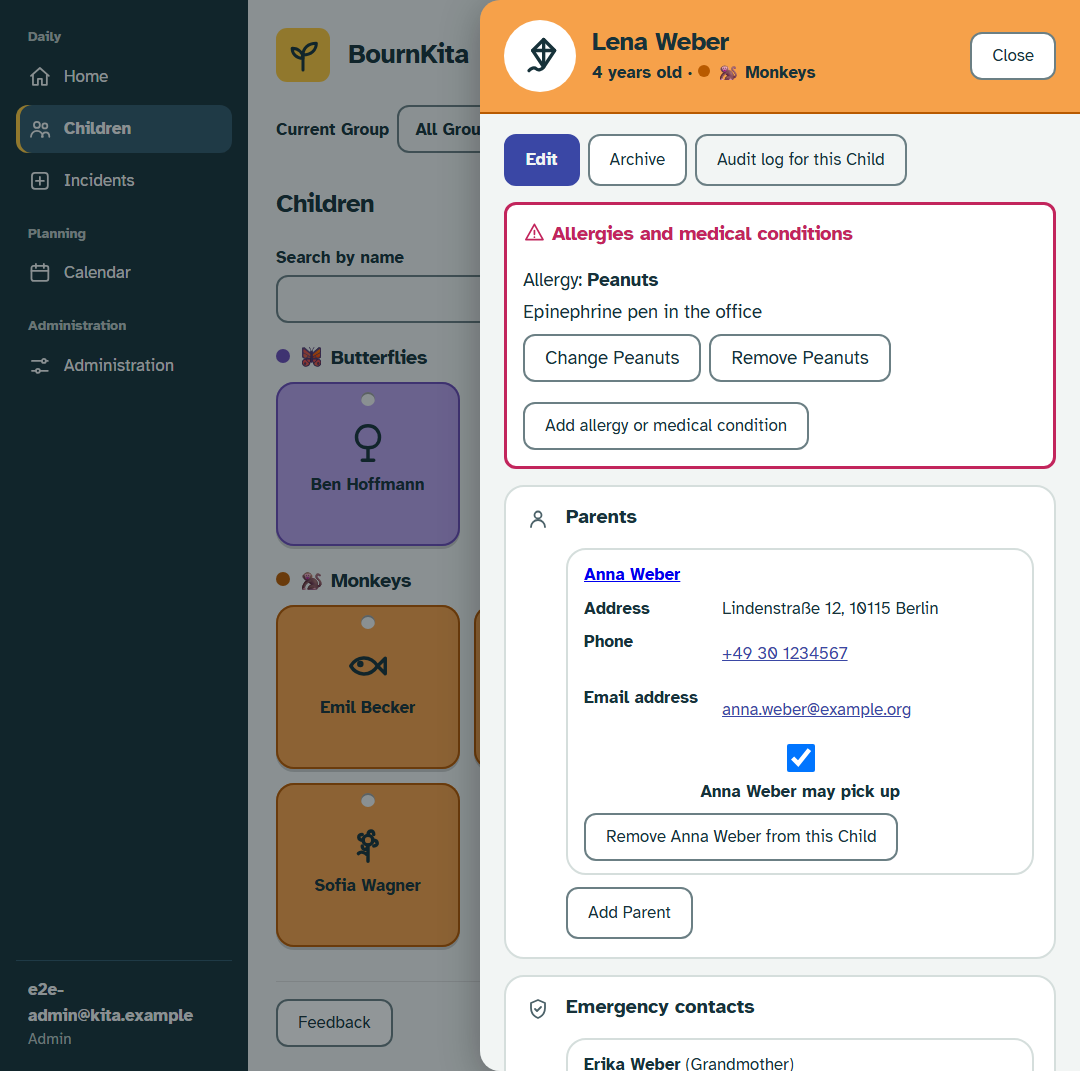 Daily
Home
Children
Incidents
Planning
Calendar
Administration
Administration
e2e-
admin@kita.example
Admin
BournKita
Current Group
All Grou
Children
Search by name
Butterflies
Ben Hoffmann
Monkeys
Emil Becker
Sofia Wagner
Feedback
Lena Weber
4 years old · Monkeys
Close
Edit
Archive
Audit log for this Child
Allergies and medical conditions
Allergy: Peanuts
Epinephrine pen in the office
Change Peanuts
Remove Peanuts
Add allergy or medical condition
Parents
Anna Weber
Address Lindenstraße 12, 10115 Berlin
Phone +49 30 1234567
Email address anna.weber@example.org
Anna Weber may pick up
Remove Anna Weber from this Child
Add Parent
Emergency contacts
Erika Weber (Grandmother)